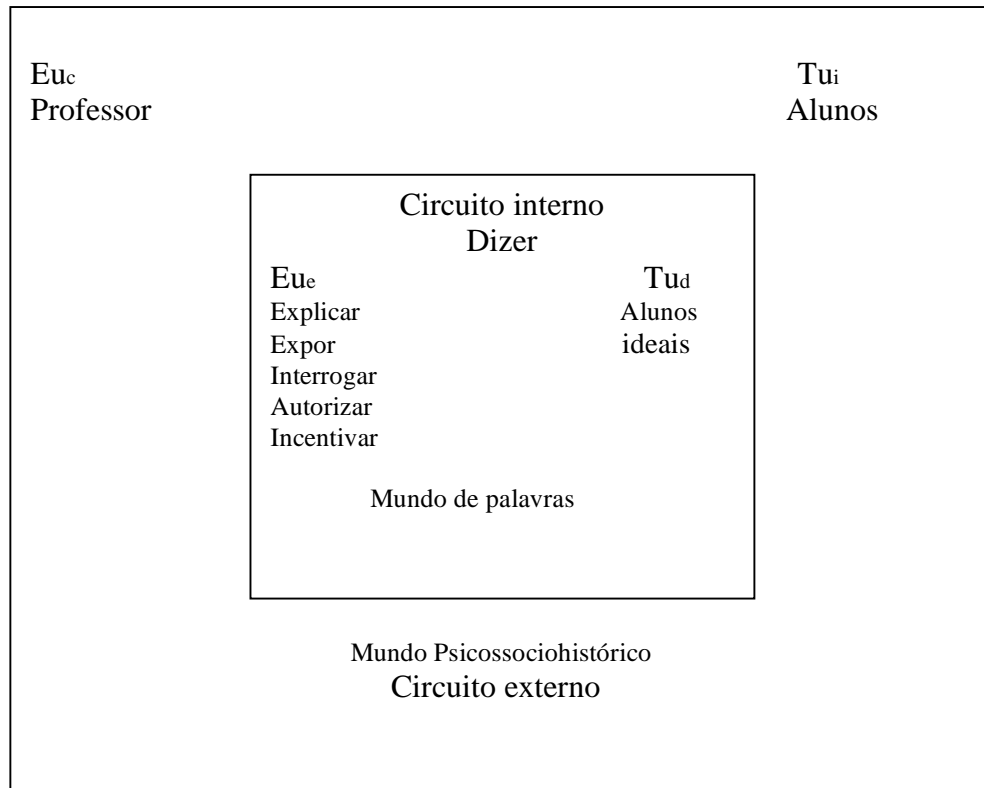 Euc Tui
Professor Alunos
Circuito interno
Dizer
Eue Tud
Explicar Alunos
Expor ideais
Interrogar
Autorizar
Incentivar
Mundo de palavras
Mundo Psicossociohistórico
Circuito externo